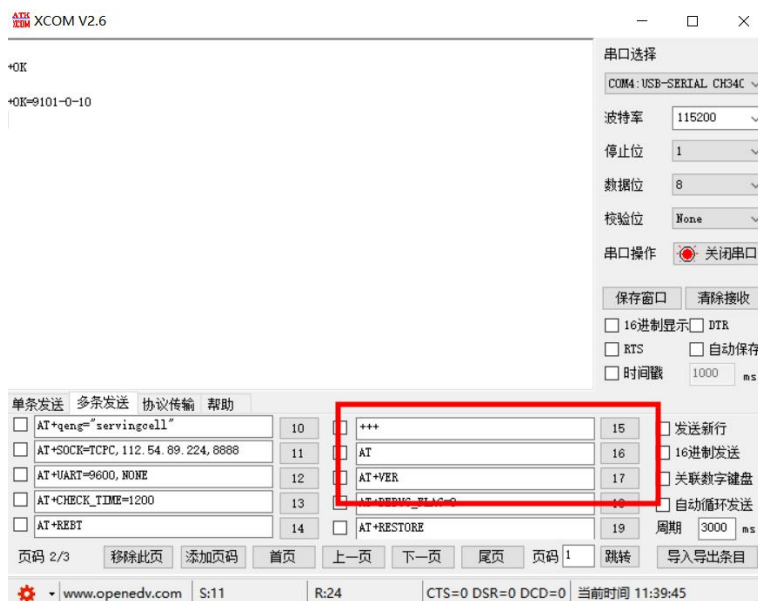 ATK XCOM XCOM V2.6
+OK
+OK=9101-0-10
串口选择
COM4:USB-SERIAL CH34C
波特率 115200
停止位 1
数据位 8
校验位 None
串口操作 关闭串口
保存窗口 清除接收
16进制显示 DTR
RTS 自动保存
时间戳 1000 ms
单条发送 多条发送 协议传输 帮助
AT+qeng="servingcell" 10 +++ 15 发送新行
AT+SOCK=TCPC,112.54.89.224,8888 11 AT 16 16进制发送
AT+UART=9600,NONE 12 AT+VER 17 关联数字键盘
AT+CHECK_TIME=1200 13 AT+DEBUG_FLAG=0 18 自动循环发送
AT+REBT 14 AT+RESTORE 19 周期 3000 ms
页码 2/3 移除此页 添加页码 首页 上一页 下一页 尾页 页码 1 跳转 导入导出条目
www.openedv.com S:11 R:24 CTS=0 DSR=0 DCD=0 当前时间 11:39:45